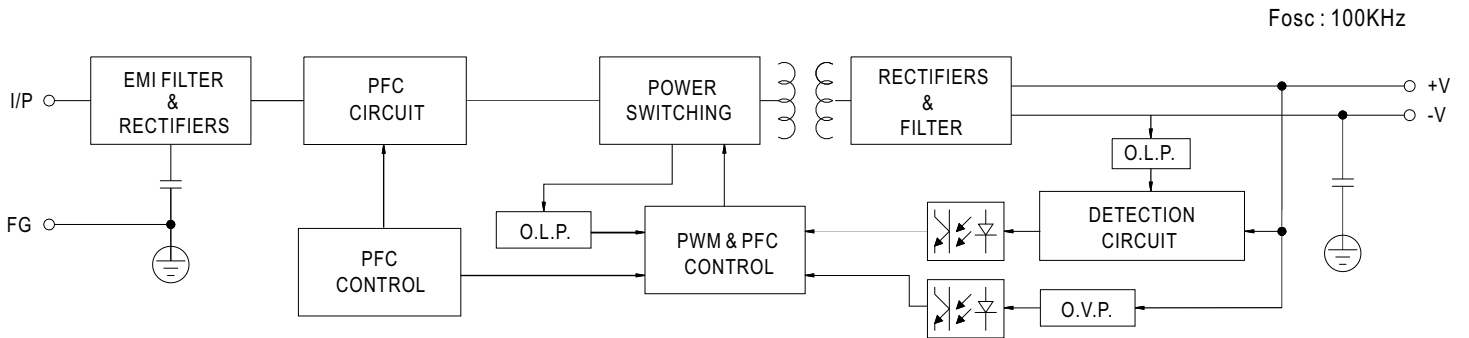 Fosc : 100KHz
I/P
EMI FILTER
&
RECTIFIERS
PFC
CIRCUIT
POWER
SWITCHING
RECTIFIERS
&
FILTER
+V
-V
O.L.P.
FG
O.L.P.
PFC
CONTROL
PWM & PFC
CONTROL
DETECTION
CIRCUIT
O.V.P.